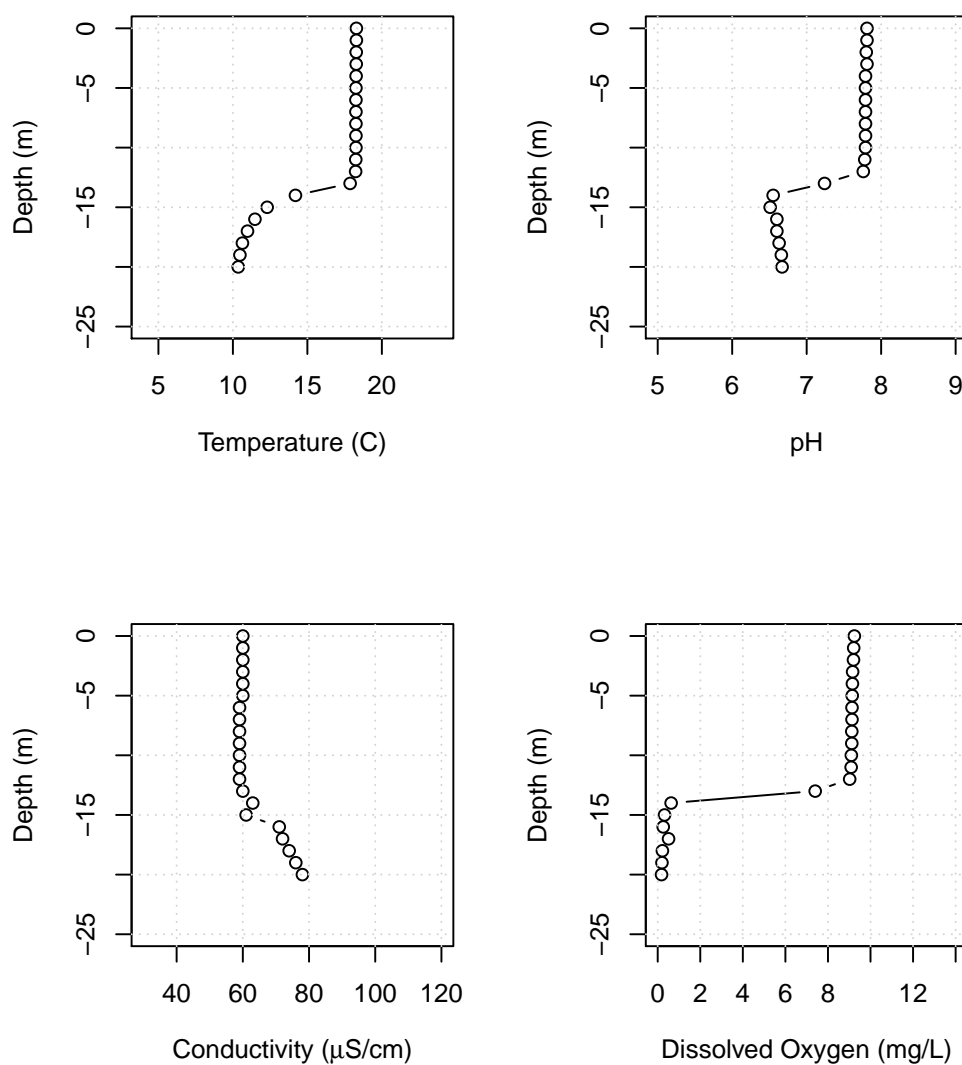 0
−5
−15
−25
Depth (m)
5 10 15 20
Temperature (C)
0
−5
−15
−25
Depth (m)
5 6 7 8 9
pH
0
−5
−15
−25
Depth (m)
40 60 80 100 120
Conductivity (μS/cm)
0
−5
−15
−25
Depth (m)
0 2 4 6 8 12
Dissolved Oxygen (mg/L)